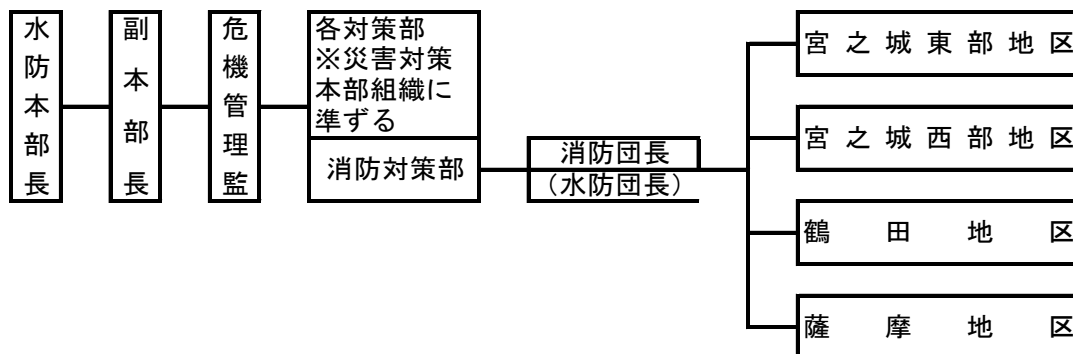 水防本部長
副本部長
危機管理監
各対策部
※災害対策
本部組織に
準ずる
消防対策部
消防団長
（水防団長）
宮之城東部地区
宮之城西部地区
鶴田地区
薩摩地区